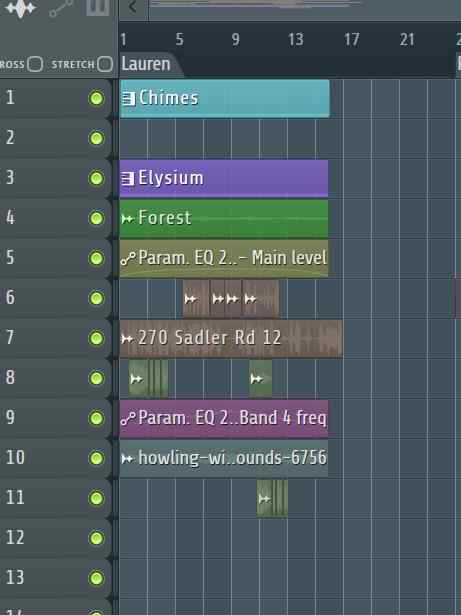 1 5 9 13 17 21 2
ROSS STRETCH Lauren
1 Chimes
2
3 Elysium
4 Forest
5 Param. EQ 2..- Main level
6
7 270 Sadler Rd 12
8
9 Param. EQ 2..Band 4 freq
10 howling-wi..ounds-6756
11
12
13
14